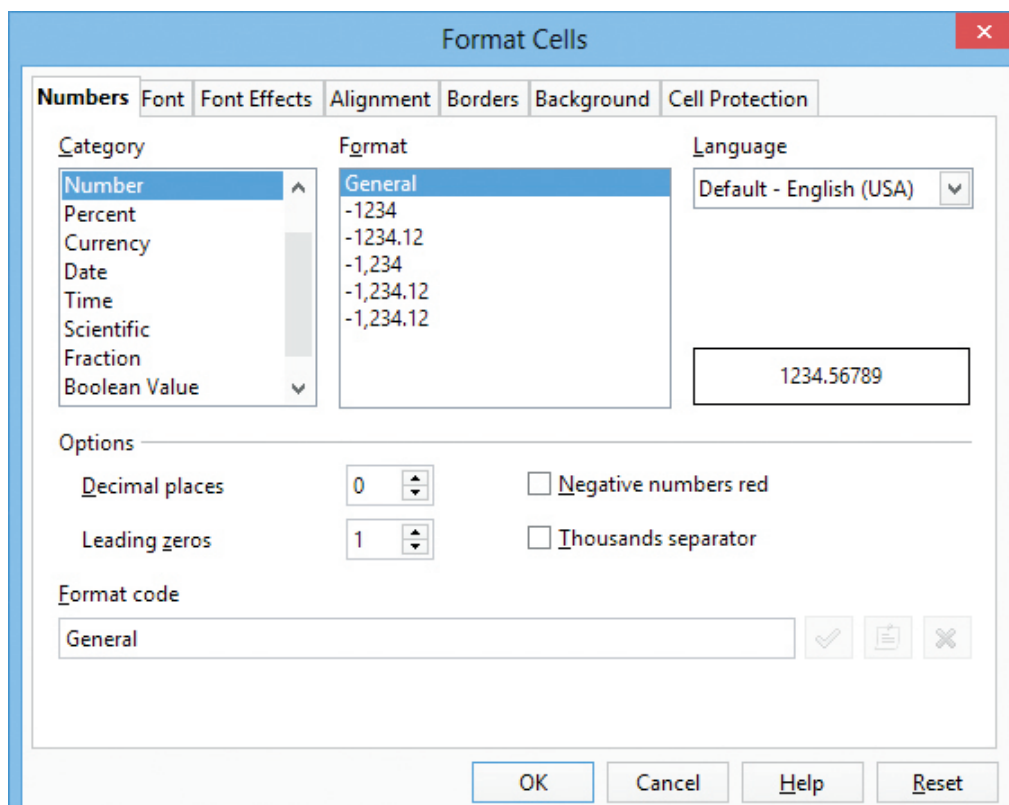 Format Cells
Numbers Font Font Effects Alignment Borders Background Cell Protection
Category
Number
Percent
Currency
Date
Time
Scientific
Fraction
Boolean Value
Format
General
-1234
-1234.12
-1,234
-1,234.12
-1,234.12
Language
Default - English (USA)
1234.56789
Options
Decimal places 0
Negative numbers red
Leading zeros 1
Thousands separator
Format code
General
OK Cancel Help Reset